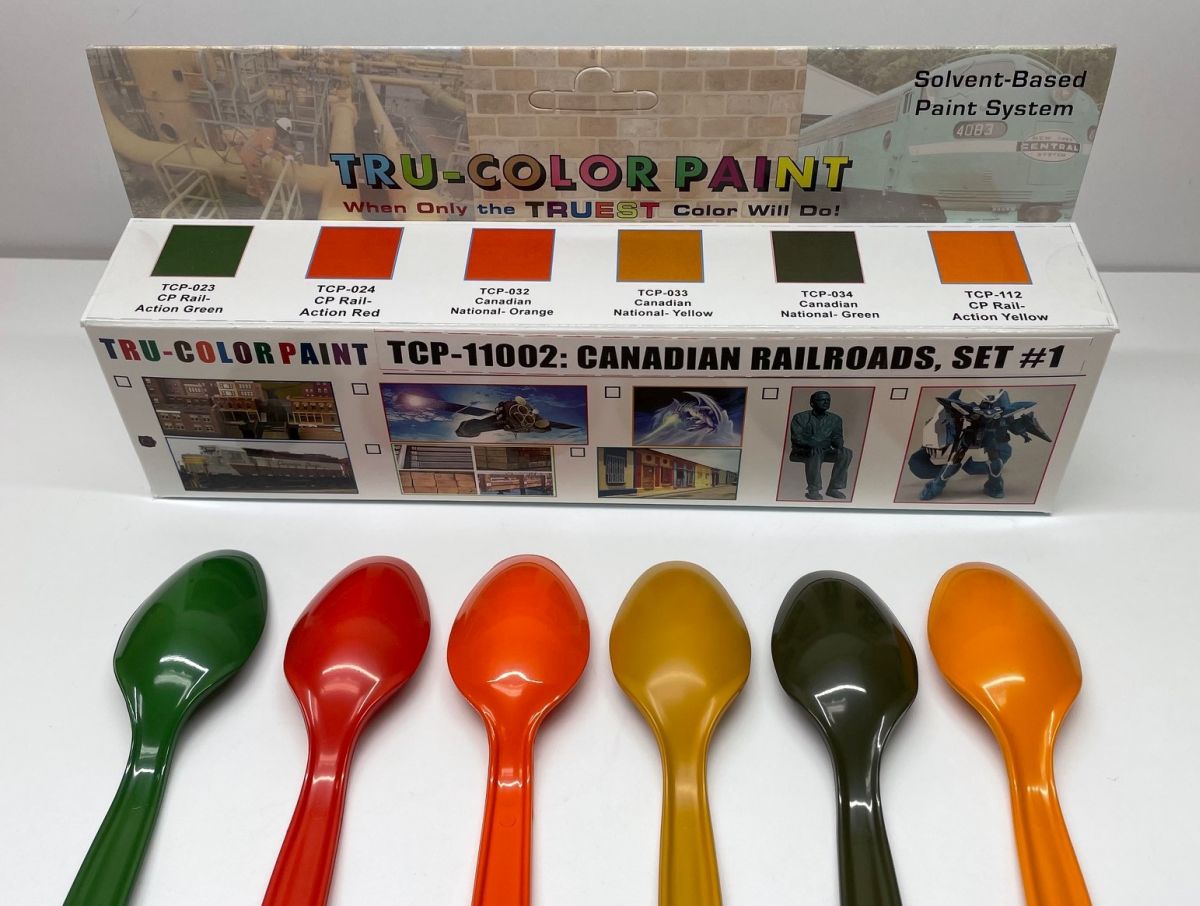 Solvent-Based
Paint System
4083
NEW YORK
CENTRAL
SYSTEM
TRU-COLOR PAINT
When Only the TRUEST Color Will Do!
TCP-023
CP Rail-
Action Green
TCP-024
CP Rail-
Action Red
TCP-032
Canadian
National- Orange
TCP-033
Canadian
National- Yellow
TCP-034
Canadian
National- Green
TCP-112
CP Rail-
Action Yellow
TRU-COLOR PAINT
TCP-11002: CANADIAN RAILROADS, SET #1